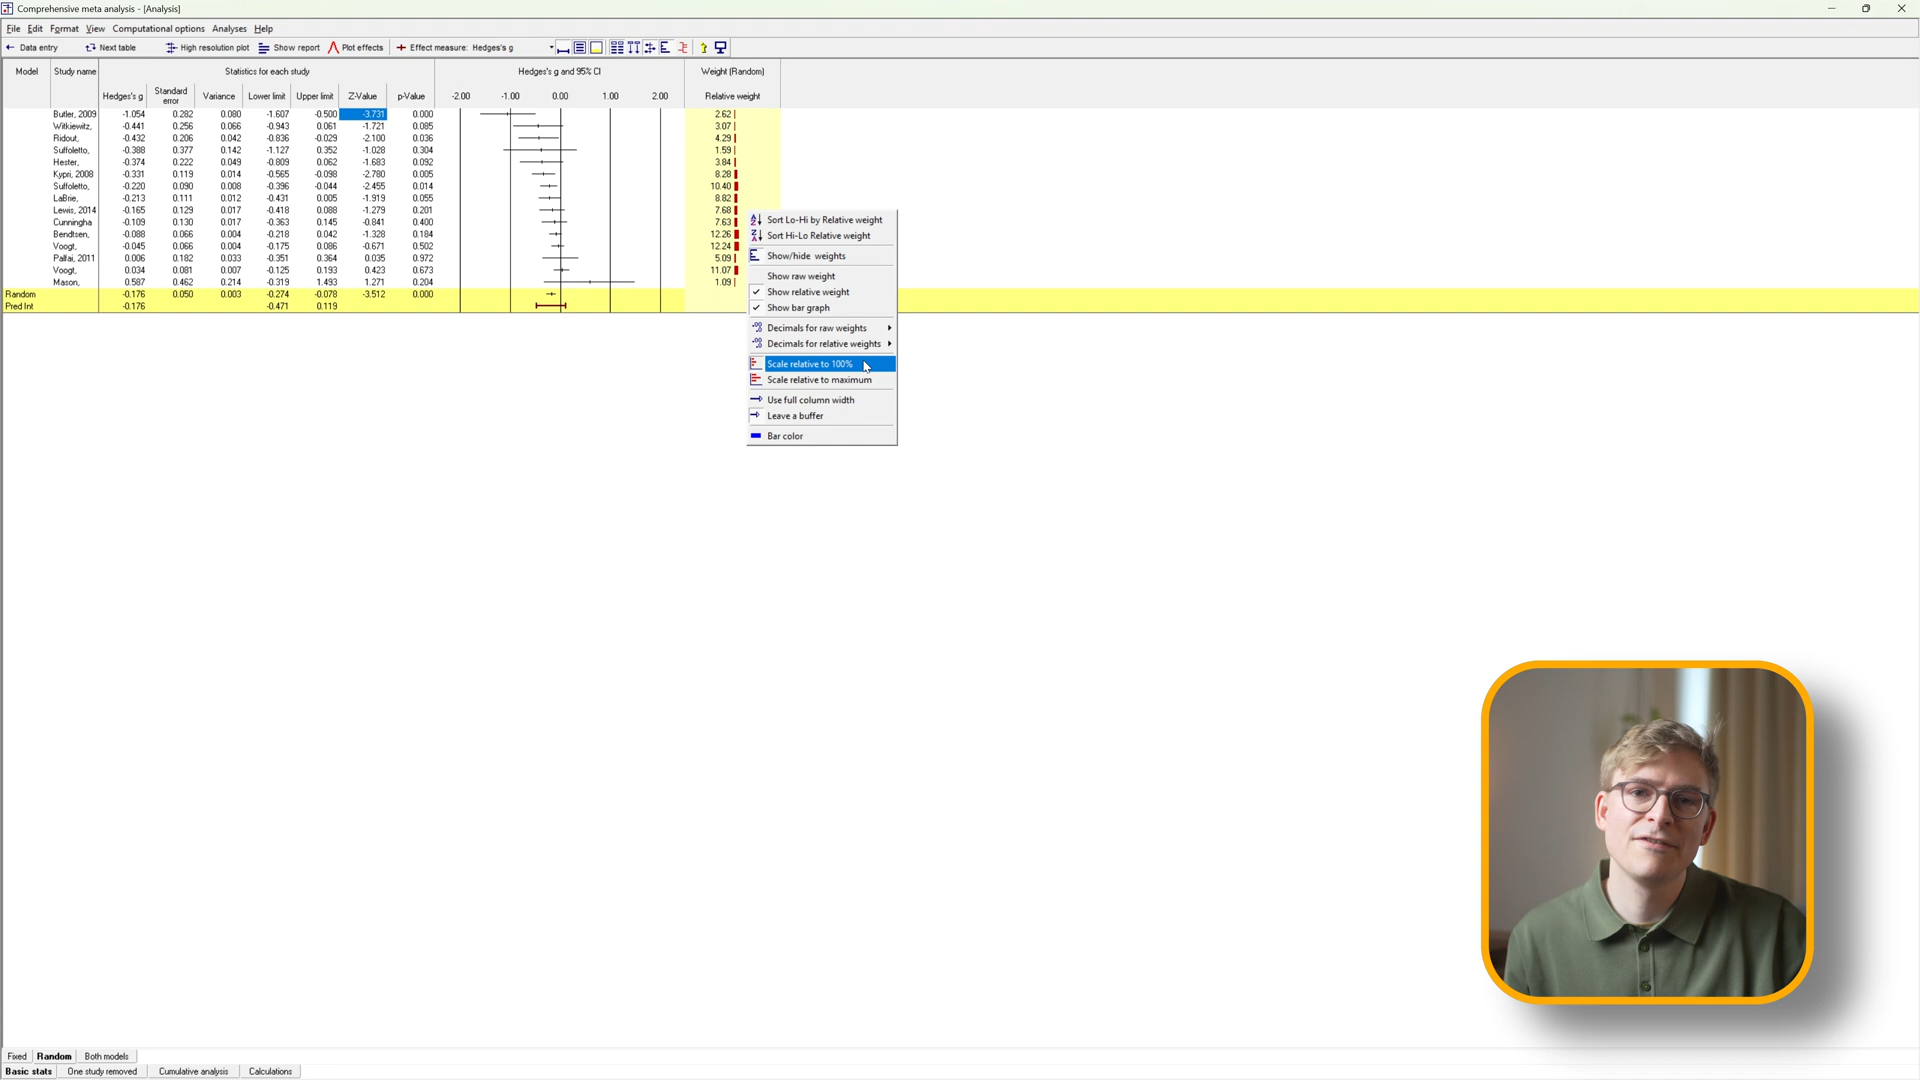 Comprehensive meta analysis - [Analysis]
File Edit Format View Computational options Analyses Help
Data entry Next table High resolution plot Show report Plot effects Effect measure: Hedges's g
Model Study name Statistics for each study Hedges's g and 95% CI Weight (Random)
Hedges's g Standard error Variance Lower limit Upper limit Z-Value p-Value -2.00 -1.00 0.00 1.00 2.00 Relative weight
Butler, 2009 -1.054 0.282 0.080 -1.607 -0.500 -3.731 0.000 2.62
Witkiewitz, -0.441 0.256 0.066 -0.943 0.061 -1.721 0.085 3.07
Ridout, -0.432 0.206 0.042 -0.836 -0.029 -2.100 0.036 4.29
Suffoletto, -0.388 0.377 0.142 -1.127 0.352 -1.028 0.304 1.59
Hester, -0.374 0.222 0.049 -0.809 0.062 -1.683 0.092 3.84
Kypri, 2008 -0.331 0.119 0.014 -0.565 -0.098 -2.780 0.005 8.28
Suffoletto, -0.220 0.090 0.008 -0.396 -0.044 -2.455 0.014 10.40
LaBrie, -0.213 0.111 0.012 -0.431 0.005 -1.919 0.055 8.82
Lewis, 2014 -0.165 0.129 0.017 -0.418 0.088 -1.279 0.201 7.68
Cunningha -0.109 0.130 0.017 -0.363 0.145 -0.841 0.400 7.63
Bendtsen, -0.088 0.066 0.004 -0.218 0.042 -1.328 0.184 12.26
Voogt, -0.045 0.066 0.004 -0.175 0.086 -0.671 0.502 12.24
Palfai, 2011 0.006 0.182 0.033 -0.351 0.364 0.035 0.972 5.09
Voogt, 0.034 0.081 0.007 -0.125 0.193 0.423 0.673 11.07
Mason, 0.587 0.462 0.214 -0.319 1.493 1.271 0.204 1.09
Random -0.176 0.050 0.003 -0.274 -0.078 -3.512 0.000
Pred Int -0.176 -0.471 0.119
Sort Lo-Hi by Relative weight
Sort Hi-Lo Relative weight
Show/hide weights
Show raw weight
Show relative weight
Show bar graph
Decimals for raw weights
Decimals for relative weights
Scale relative to 100%
Scale relative to maximum
Use full column width
Leave a buffer
Bar color
Fixed Random Both models
Basic stats One study removed Cumulative analysis Calculations